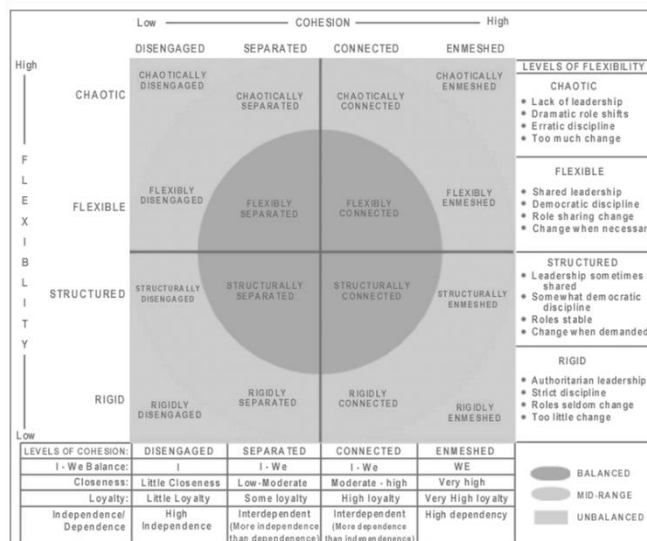 Low COHESION High
DISENGAGED SEPARATED CONNECTED ENMESHED
High
FLEXIBILITY
Low
CHAOTIC
FLEXIBLE
STRUCTURED
RIGID
CHAOTICALLY
DISENGAGED
CHAOTICALLY
SEPARATED
CHAOTICALLY
CONNECTED
CHAOTICALLY
ENMESHED
FLEXIBLY
DISENGAGED
FLEXIBLY
SEPARATED
FLEXIBLY
CONNECTED
FLEXIBLY
ENMESHED
STRUCTURALLY
DISENGAGED
STRUCTURALLY
SEPARATED
STRUCTURALLY
CONNECTED
STRUCTURALLY
ENMESHED
RIGIDLY
DISENGAGED
RIGIDLY
SEPARATED
RIGIDLY
CONNECTED
RIGIDLY
ENMESHED
LEVELS OF FLEXIBILITY
CHAOTIC
Lack of leadership
Dramatic role shifts
Erratic discipline
Too much change
FLEXIBLE
Shared leadership
Democratic discipline
Role sharing change
Change when necessar
STRUCTURED
Leadership sometimes
shared
Somewhat democratic
discipline
Roles stable
Change when demanded
RIGID
Authoritarian leadership
Strict discipline
Roles seldom change
Too little change
LEVELS OF COHESION: DISENGAGED SEPARATED CONNECTED ENMESHED
I - We Balance: I I - We I - We WE
Closeness: Little Closeness Low-Moderate Moderate - high Very high
Loyalty: Little Loyalty Some loyalty High loyalty Very High loyalty
Independence/
Dependence
High
Independence
Interdependent
(More independence
than dependenence)
Interdependent
(More dependence
than independence)
High dependency
BALANCED
MID-RANGE
UNBALANCED